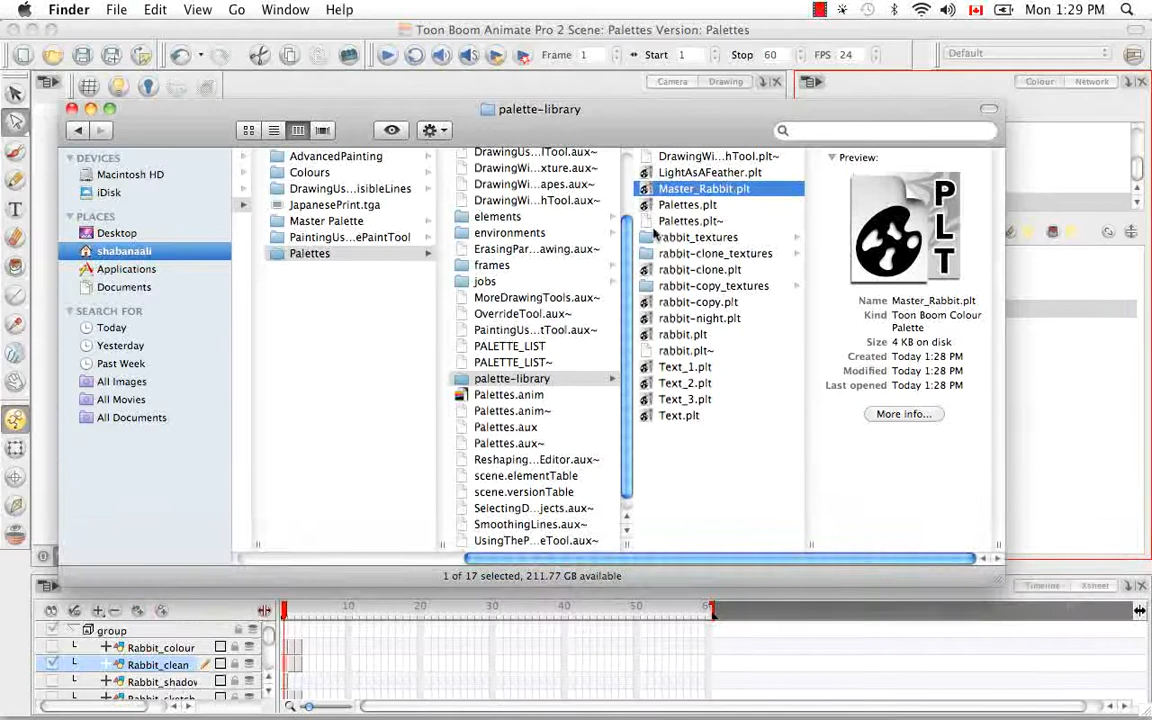 Finder File Edit View Go Window Help Mon 1:29 PM
Toon Boom Animate Pro 2 Scene: Palettes Version: Palettes
Frame 1 Start 1 Stop 60 FPS 24 Default
Camera Drawing Colour Network
palette-library
DEVICES
Macintosh HD
iDisk
PLACES
Desktop
shabanaali
Applications
Documents
SEARCH FOR
Today
Yesterday
Past Week
All Images
All Movies
All Documents
AdvancedPainting
Colours
DrawingUs...isibleLines
JapanesePrint.tga
Master Palette
PaintingUs...ePaintTool
Palettes
DrawingUs...lTool.aux~
DrawingWi...xture.aux~
DrawingWi...apes.aux~
DrawingWi...hTool.aux~
elements
environments
ErasingPar...awing.aux~
frames
jobs
MoreDrawingTools.aux~
OverrideTool.aux~
PaintingUs...tTool.aux~
PALETTE_LIST
PALETTE_LIST~
palette-library
Palettes.anim
Palettes.anim~
Palettes.aux
Palettes.aux~
Reshaping...Editor.aux~
scene.elementTable
scene.versionTable
SelectingD...jects.aux~
SmoothingLines.aux~
UsingTheP...eTool.aux~
DrawingWi...hTool.plt~
LightAsAFeather.plt
Master_Rabbit.plt
Palettes.plt
Palettes.plt~
rabbit_textures
rabbit-clone_textures
rabbit-clone.plt
rabbit-copy_textures
rabbit-copy.plt
rabbit-night.plt
rabbit.plt
rabbit.plt~
Text_1.plt
Text_2.plt
Text_3.plt
Text.plt
Preview:
PLT
Name Master_Rabbit.plt
Kind Toon Boom Colour
Palette
Size 4 KB on disk
Created Today 1:28 PM
Modified Today 1:28 PM
Last opened Today 1:28 PM
More info...
1 of 17 selected, 211.77 GB available
Timeline Xsheet
10 20 30 40 50
group
Rabbit_colour
Rabbit_clean
Rabbit_shadov